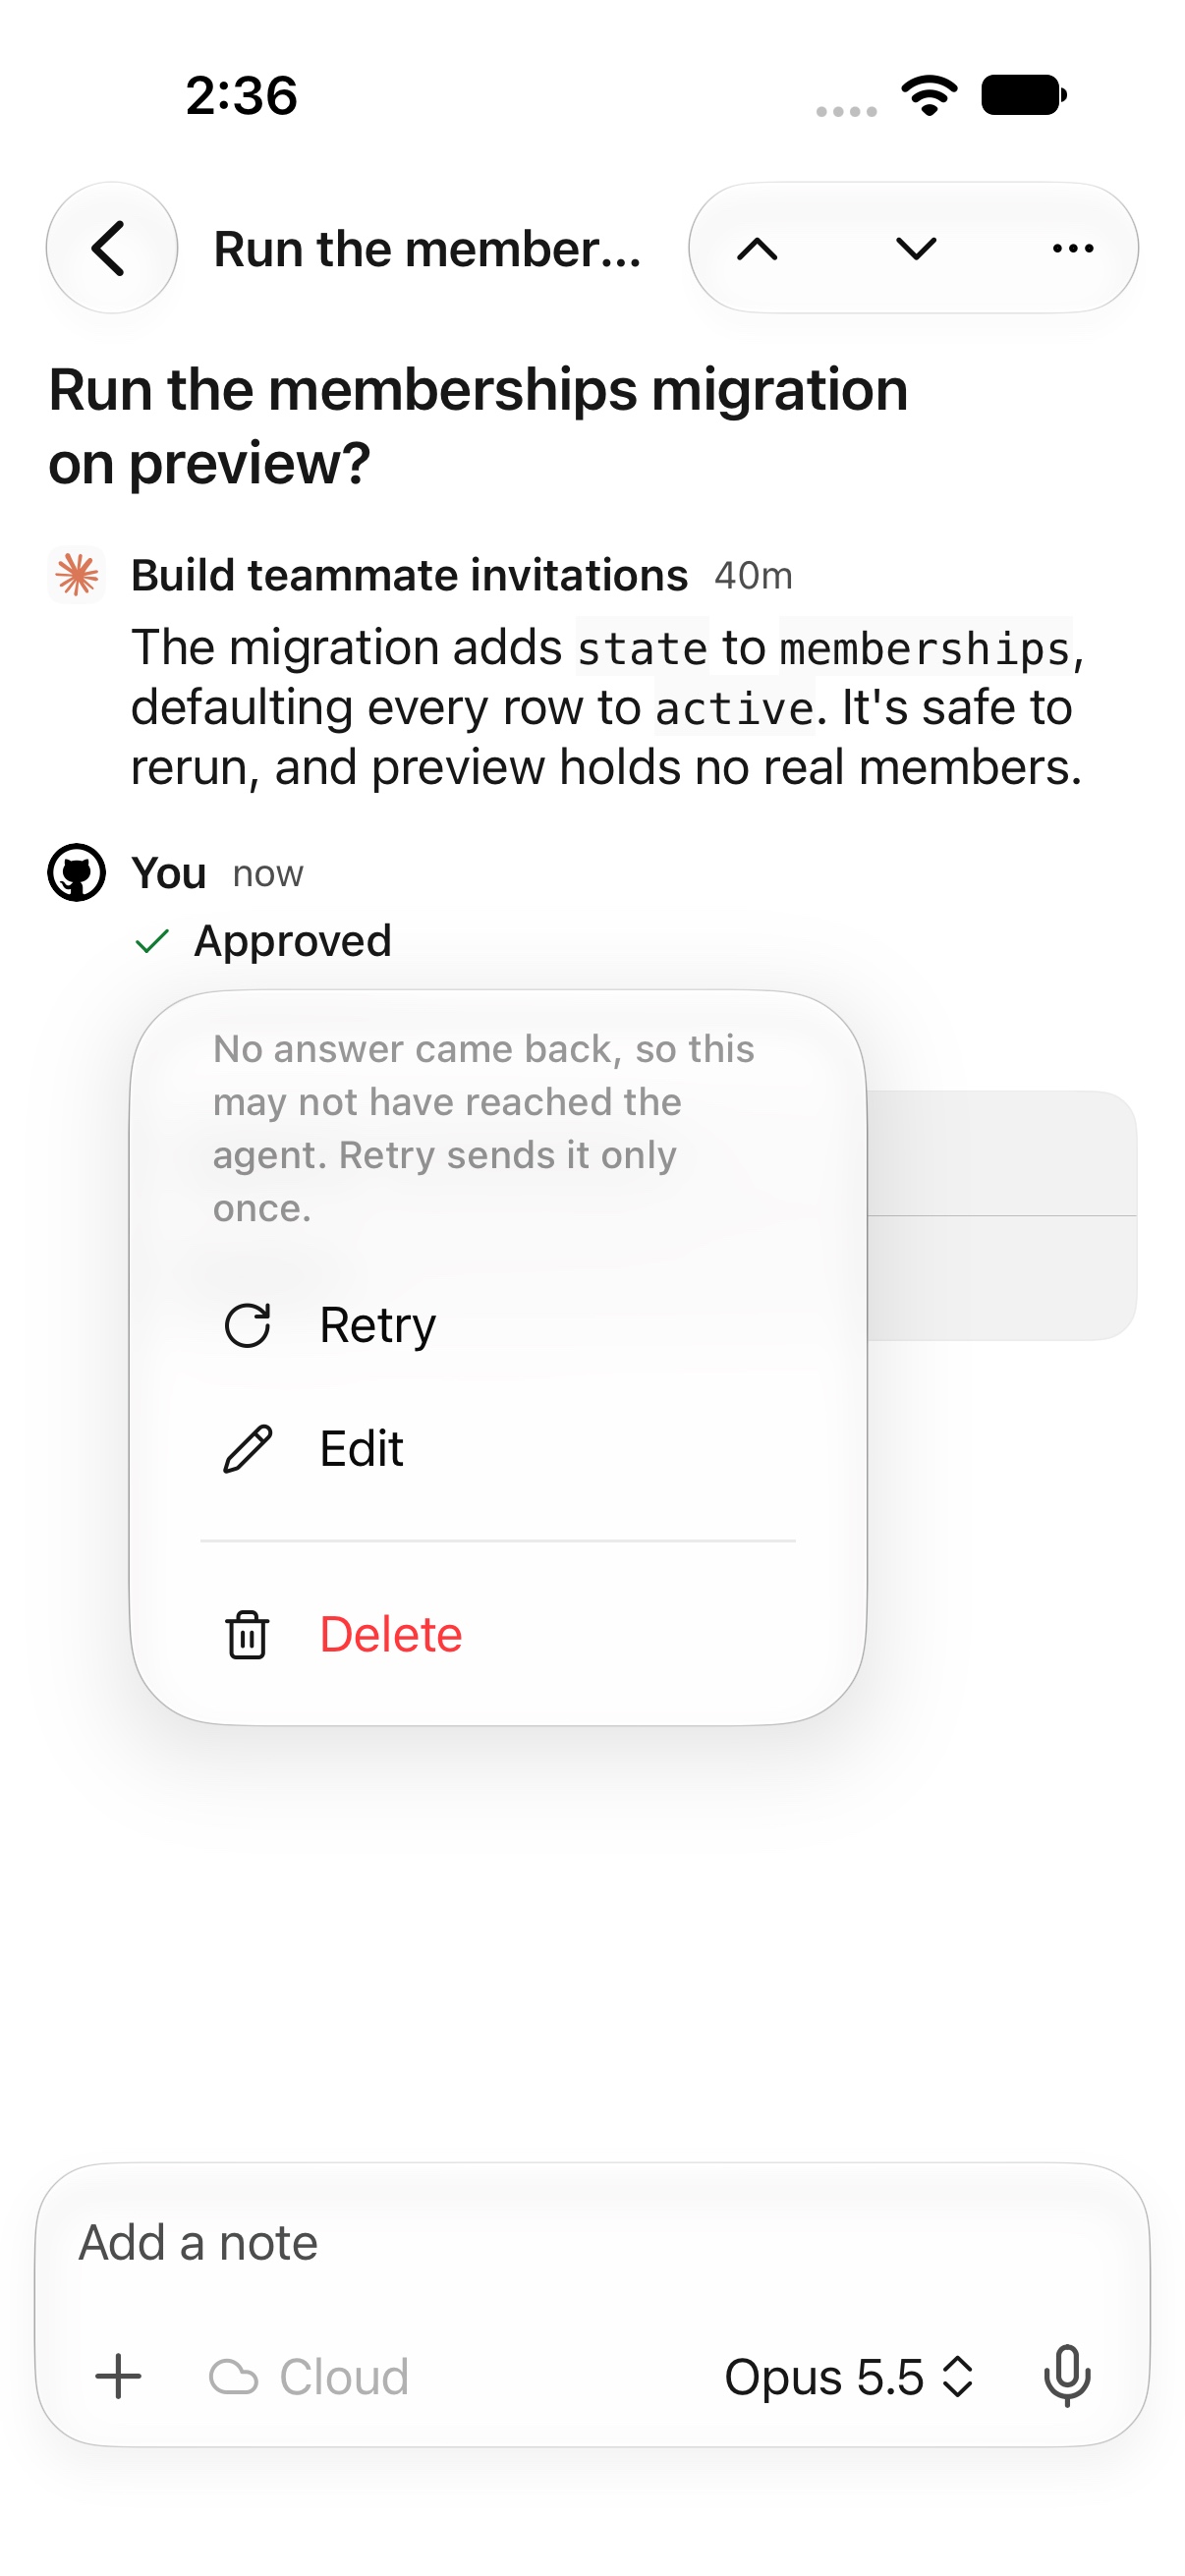 2:36
Run the member...
Run the memberships migration
on preview?
Build teammate invitations 40m
The migration adds state to memberships,
defaulting every row to active. It's safe to
rerun, and preview holds no real members.
You now
Approved
No answer came back, so this
may not have reached the
agent. Retry sends it only
once.
Retry
Edit
Delete
Add a note
Cloud
Opus 5.5